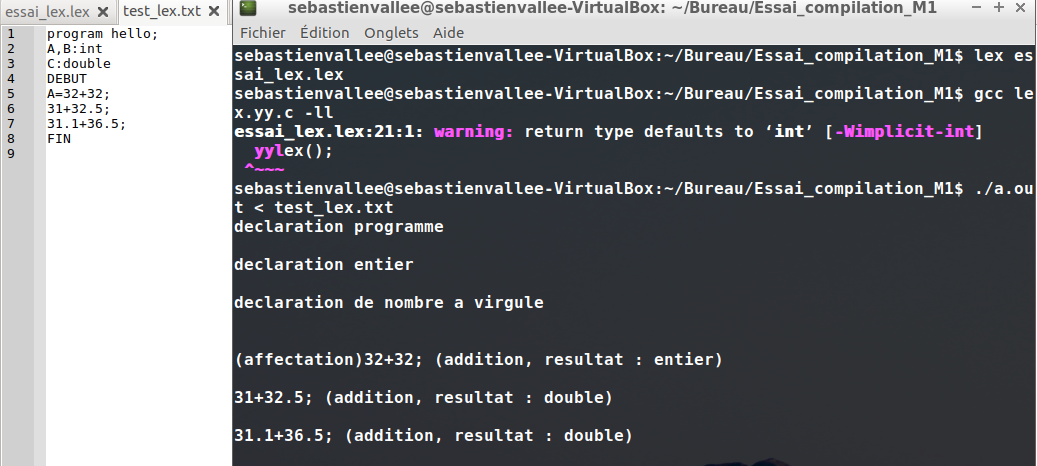 essai_lex.lex test_lex.txt
1 program hello;
2 A,B:int
3 C:double
4 DEBUT
5 A=32+32;
6 31+32.5;
7 31.1+36.5;
8 FIN
9
sebastienvallee@sebastienvallee-VirtualBox: ~/Bureau/Essai_compilation_M1
Fichier Édition Onglets Aide
sebastienvallee@sebastienvallee-VirtualBox:~/Bureau/Essai_compilation_M1$ lex es
sai_lex.lex
sebastienvallee@sebastienvallee-VirtualBox:~/Bureau/Essai_compilation_M1$ gcc le
x.yy.c -ll
essai_lex.lex:21:1: warning: return type defaults to ‘int’ [-Wimplicit-int]
yylex();
^~~~
sebastienvallee@sebastienvallee-VirtualBox:~/Bureau/Essai_compilation_M1$ ./a.ou
t < test_lex.txt
declaration programme
declaration entier
declaration de nombre a virgule
(affectation)32+32; (addition, resultat : entier)
31+32.5; (addition, resultat : double)
31.1+36.5; (addition, resultat : double)